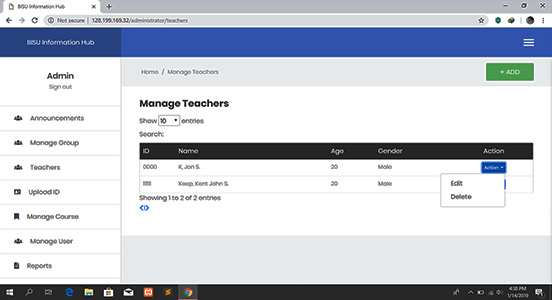 BISU Information Hub
Not secure | 128.199.169.32/administrator/teachers
BISU Information Hub
Admin
Sign out
Announcements
Manage Group
Teachers
Upload ID
Manage Course
Manage User
Reports
Home / Manage Teachers
+ ADD
Manage Teachers
Show 10 entries
Search:
ID Name Age Gender Action
0000 K, Jon S. 20 Male Action
11111 Keep, Kent John S. 20 Male
Edit
Delete
Showing 1 to 2 of 2 entries
1
4:38 PM
1/14/2019